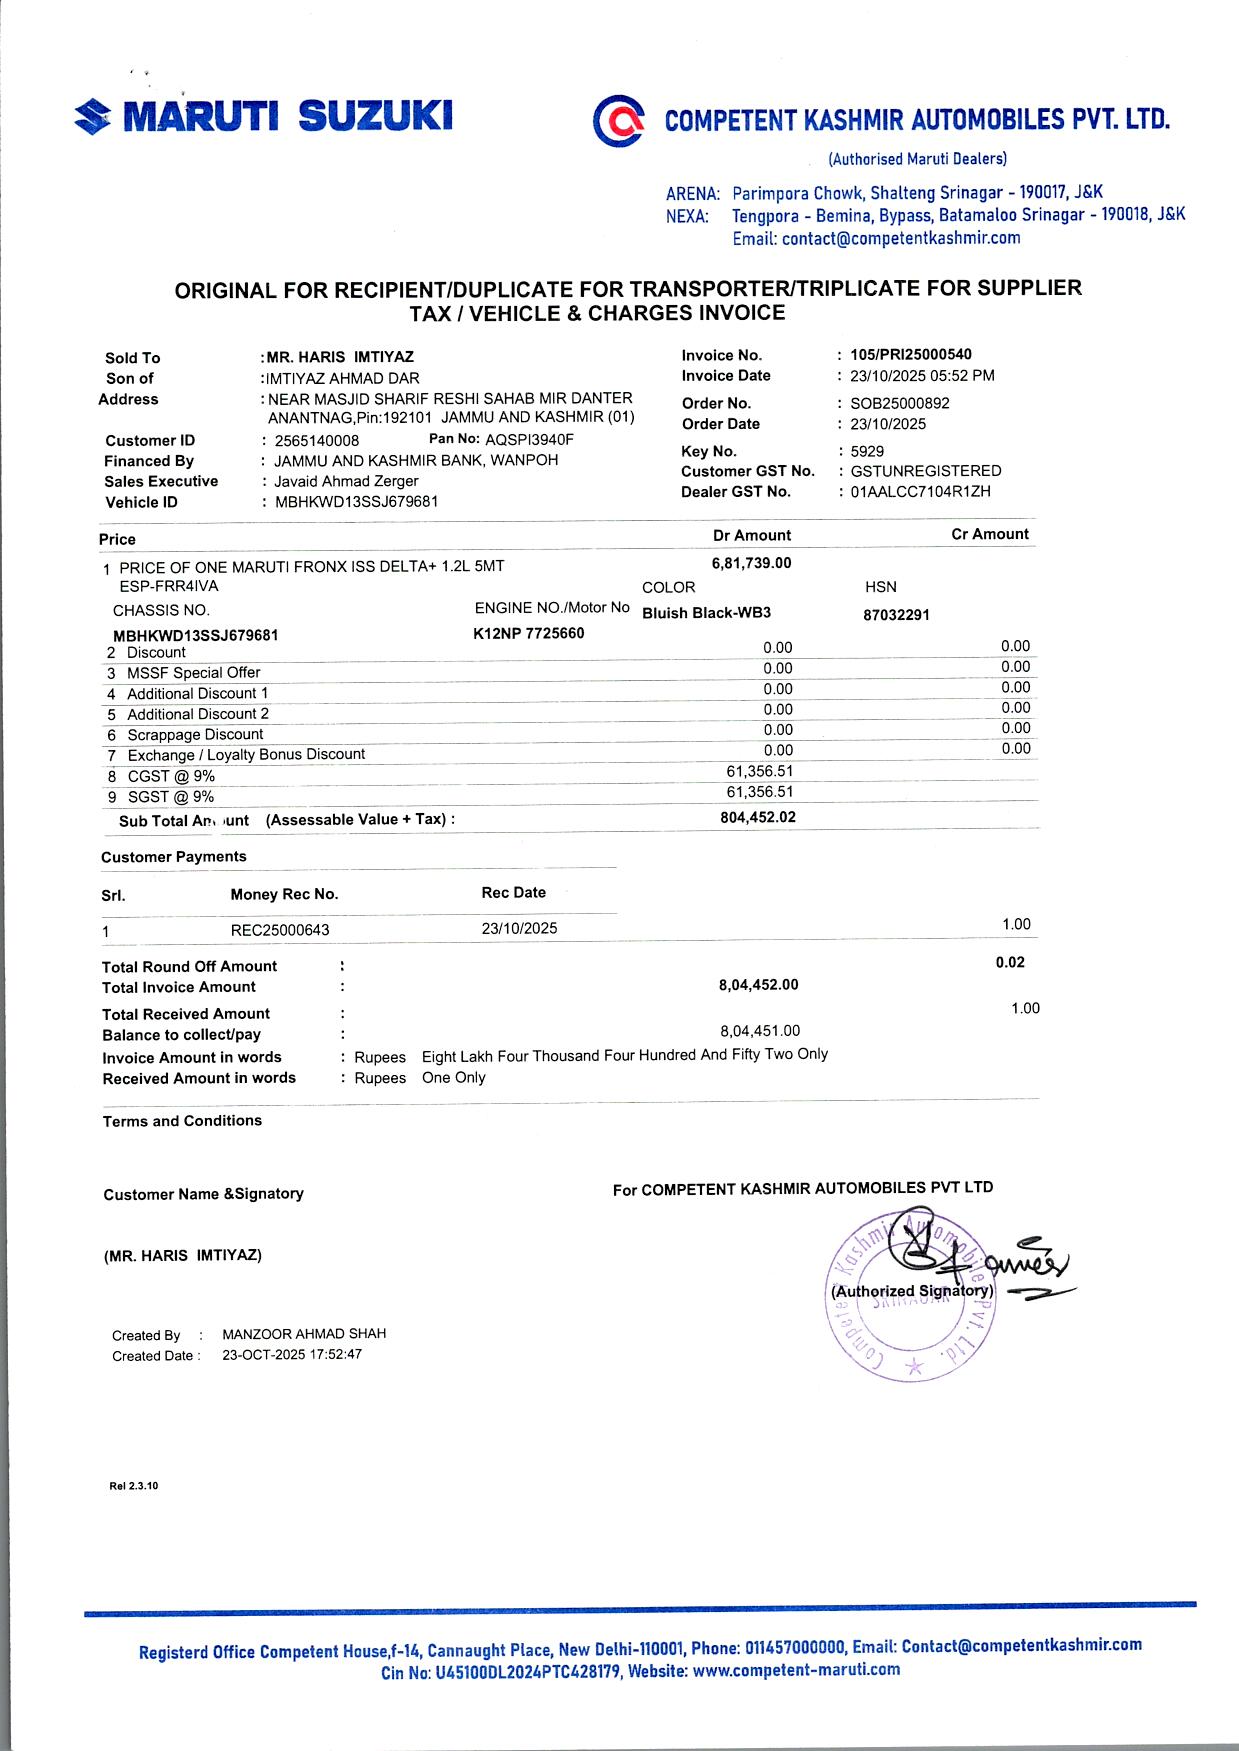 MARUTI SUZUKI
COMPETENT KASHMIR AUTOMOBILES PVT. LTD.
(Authorised Maruti Dealers)
ARENA: Parimpora Chowk, Shalteng Srinagar - 190017, J&K
NEXA: Tengpora - Bemina, Bypass, Batamaloo Srinagar - 190018, J&K
Email: contact@competentkashmir.com
ORIGINAL FOR RECIPIENT/DUPLICATE FOR TRANSPORTER/TRIPLICATE FOR SUPPLIER
TAX / VEHICLE & CHARGES INVOICE
Sold To :MR. HARIS IMTIYAZ
Son of :IMTIYAZ AHMAD DAR
Address : NEAR MASJID SHARIF RESHI SAHAB MIR DANTER
ANANTNAG,Pin:192101 JAMMU AND KASHMIR (01)
Customer ID : 2565140008 Pan No: AQSPI3940F
Financed By : JAMMU AND KASHMIR BANK, WANPOH
Sales Executive : Javaid Ahmad Zerger
Vehicle ID : MBHKWD13SSJ679681
Invoice No. : 105/PRI25000540
Invoice Date : 23/10/2025 05:52 PM
Order No. : SOB25000892
Order Date : 23/10/2025
Key No. : 5929
Customer GST No. : GSTUNREGISTERED
Dealer GST No. : 01AALCC7104R1ZH
Price Dr Amount Cr Amount
1 PRICE OF ONE MARUTI FRONX ISS DELTA+ 1.2L 5MT 6,81,739.00
ESP-FRR4IVA COLOR HSN
CHASSIS NO. ENGINE NO./Motor No Bluish Black-WB3 87032291
MBHKWD13SSJ679681 K12NP 7725660
2 Discount 0.00 0.00
3 MSSF Special Offer 0.00 0.00
4 Additional Discount 1 0.00 0.00
5 Additional Discount 2 0.00 0.00
6 Scrappage Discount 0.00 0.00
7 Exchange / Loyalty Bonus Discount 0.00 0.00
8 CGST @ 9% 61,356.51
9 SGST @ 9% 61,356.51
Sub Total Amount (Assessable Value + Tax) : 804,452.02
Customer Payments
Srl. Money Rec No. Rec Date
1 REC25000643 23/10/2025 1.00
Total Round Off Amount : 0.02
Total Invoice Amount : 8,04,452.00
Total Received Amount : 1.00
Balance to collect/pay : 8,04,451.00
Invoice Amount in words : Rupees Eight Lakh Four Thousand Four Hundred And Fifty Two Only
Received Amount in words : Rupees One Only
Terms and Conditions
Customer Name &Signatory
For COMPETENT KASHMIR AUTOMOBILES PVT LTD
(MR. HARIS IMTIYAZ)
Competent Kashmir Automobiles Pvt. Ltd.
SRINAGAR
(Authorized Signatory)
Created By : MANZOOR AHMAD SHAH
Created Date : 23-OCT-2025 17:52:47
Rel 2.3.10
Registerd Office Competent House,f-14, Cannaught Place, New Delhi-110001, Phone: 011457000000, Email: Contact@competentkashmir.com
Cin No: U45100DL2024PTC428179, Website: www.competent-maruti.com